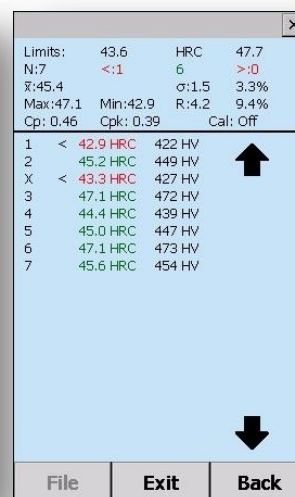 Limits: 43.6 HRC 47.7
N:7 <:1 6 >:0
x̅:45.4 σ:1.5 3.3%
Max:47.1 Min:42.9 R:4.2 9.4%
Cp: 0.46 Cpk: 0.39 Cal: Off
1 < 42.9 HRC 422 HV
2 45.2 HRC 449 HV
X < 43.3 HRC 427 HV
3 47.1 HRC 472 HV
4 44.4 HRC 439 HV
5 45.0 HRC 447 HV
6 47.1 HRC 473 HV
7 45.6 HRC 454 HV
File Exit Back